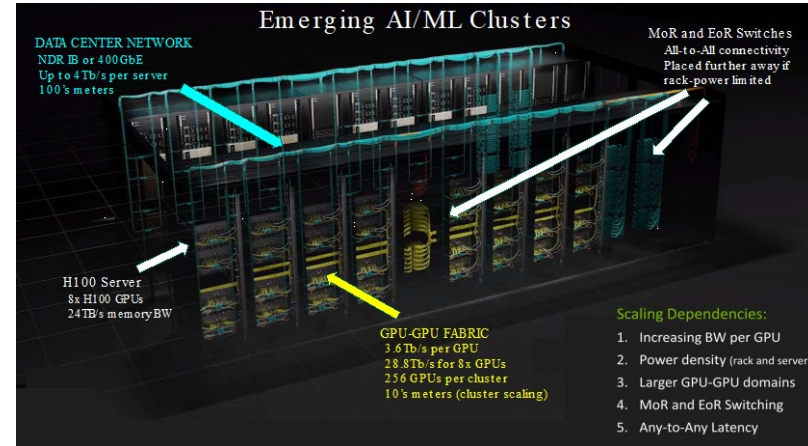 Emerging AI/ML Clusters
DATA CENTER NETWORK
NDR IB or 400GbE
Up to 4Tb/s per server
100's meters
MoR and EoR Switches
All-to-All connectivity
Placed further away if
rack-power limited
H100 Server
8x H100 GPUs
24TB/s memory BW
GPU-GPU FABRIC
3.6Tb/s per GPU
28.8Tb/s for 8x GPUs
256 GPUs per cluster
10's meters (cluster scaling)
Scaling Dependencies:
1. Increasing BW per GPU
2. Power density (rack and server
3. Larger GPU-GPU domains
4. MoR and EoR Switching
5. Any-to-Any Latency